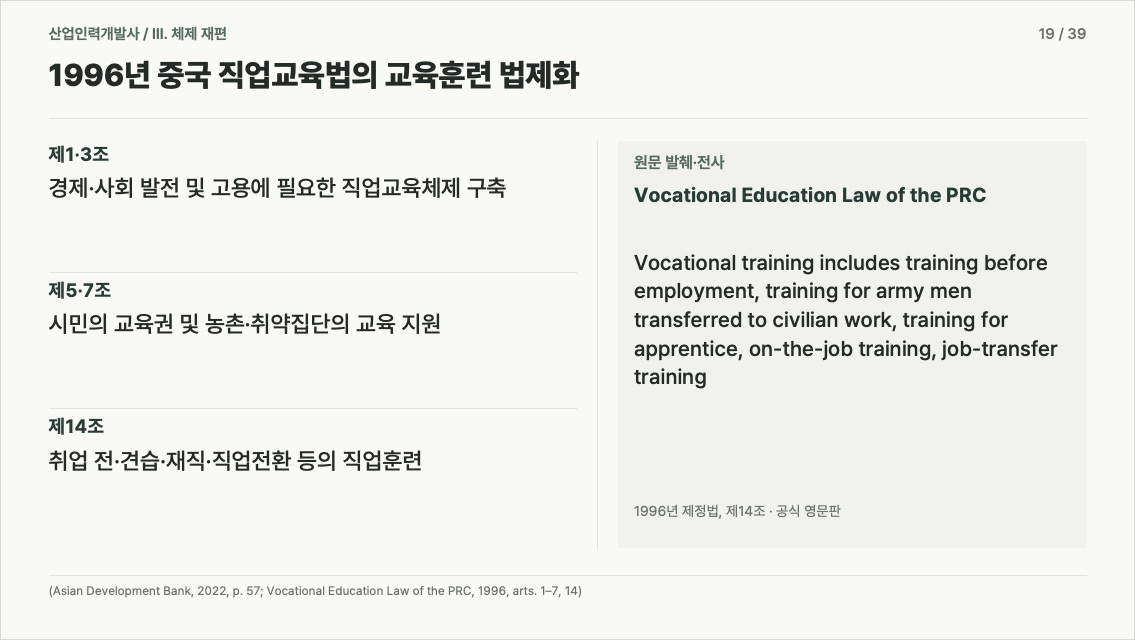 산업인력개발사 / III. 체제 재편
19 / 39
1996년 중국 직업교육법의 교육훈련 법제화
제1·3조
경제·사회 발전 및 고용에 필요한 직업교육체제 구축
제5·7조
시민의 교육권 및 농촌·취약집단의 교육 지원
제14조
취업 전·견습·재직·직업전환 등의 직업훈련
원문 발췌·전사
Vocational Education Law of the PRC
Vocational training includes training before
employment, training for army men
transferred to civilian work, training for
apprentice, on-the-job training, job-transfer
training
1996년 제정법, 제14조 · 공식 영문판
(Asian Development Bank, 2022, p. 57; Vocational Education Law of the PRC, 1996, arts. 1–7, 14)